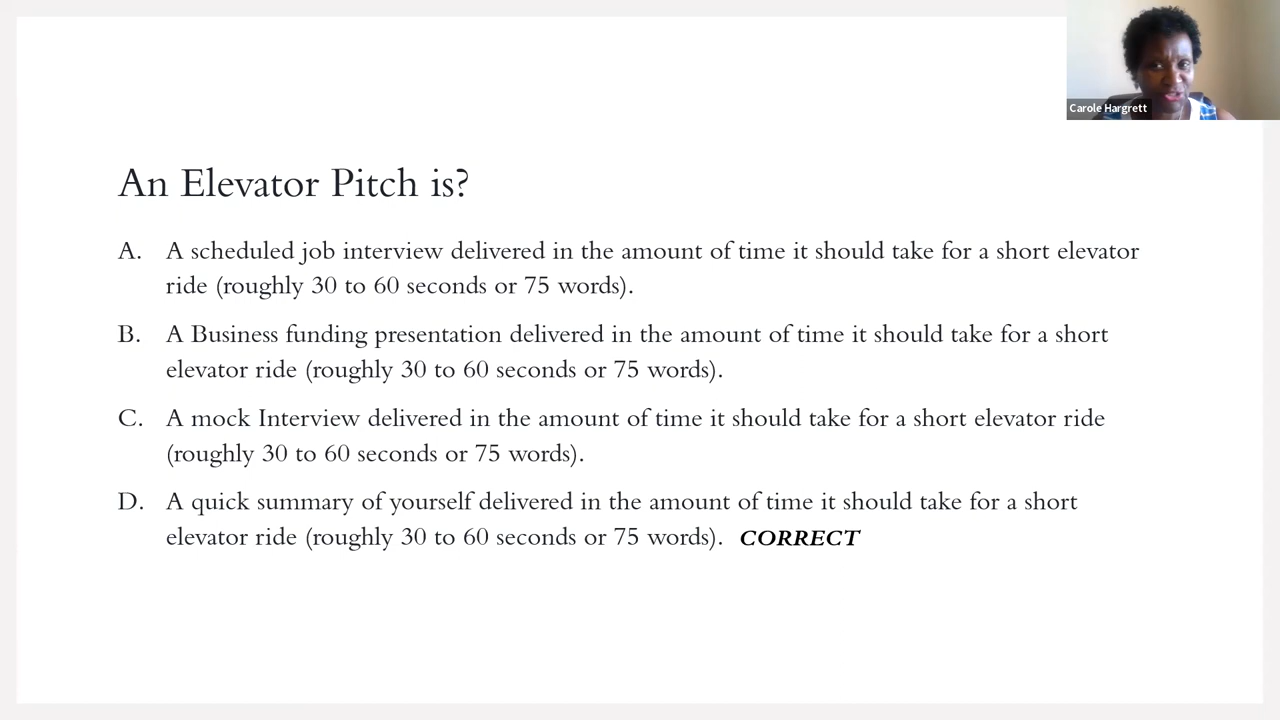 Carole Hargrett
An Elevator Pitch is?
A. A scheduled job interview delivered in the amount of time it should take for a short elevator
ride (roughly 30 to 60 seconds or 75 words).
B. A Business funding presentation delivered in the amount of time it should take for a short
elevator ride (roughly 30 to 60 seconds or 75 words).
C. A mock Interview delivered in the amount of time it should take for a short elevator ride
(roughly 30 to 60 seconds or 75 words).
D. A quick summary of yourself delivered in the amount of time it should take for a short
elevator ride (roughly 30 to 60 seconds or 75 words). CORRECT